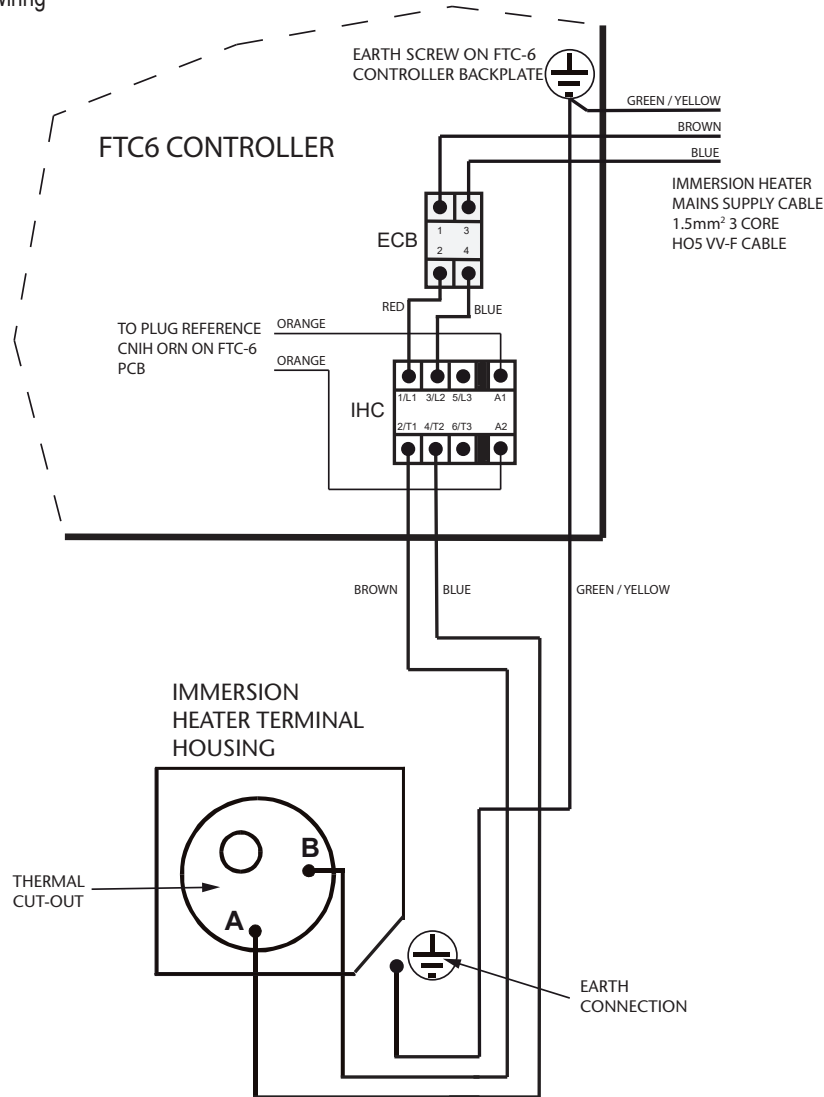 wiring
EARTH SCREW ON FTC-6
CONTROLLER BACKPLATE
GREEN / YELLOW
BROWN
BLUE
FTC6 CONTROLLER
IMMERSION HEATER
MAINS SUPPLY CABLE
1.5mm² 3 CORE
HO5 VV-F CABLE
1 3
ECB
2 4
RED
BLUE
TO PLUG REFERENCE
CNIH ORN ON FTC-6
PCB
ORANGE
ORANGE
1/L1 3/L2 5/L3 A1
IHC
2/T1 4/T2 6/T3 A2
BROWN
BLUE
GREEN / YELLOW
IMMERSION
HEATER TERMINAL
HOUSING
B
THERMAL
CUT-OUT
A
EARTH
CONNECTION